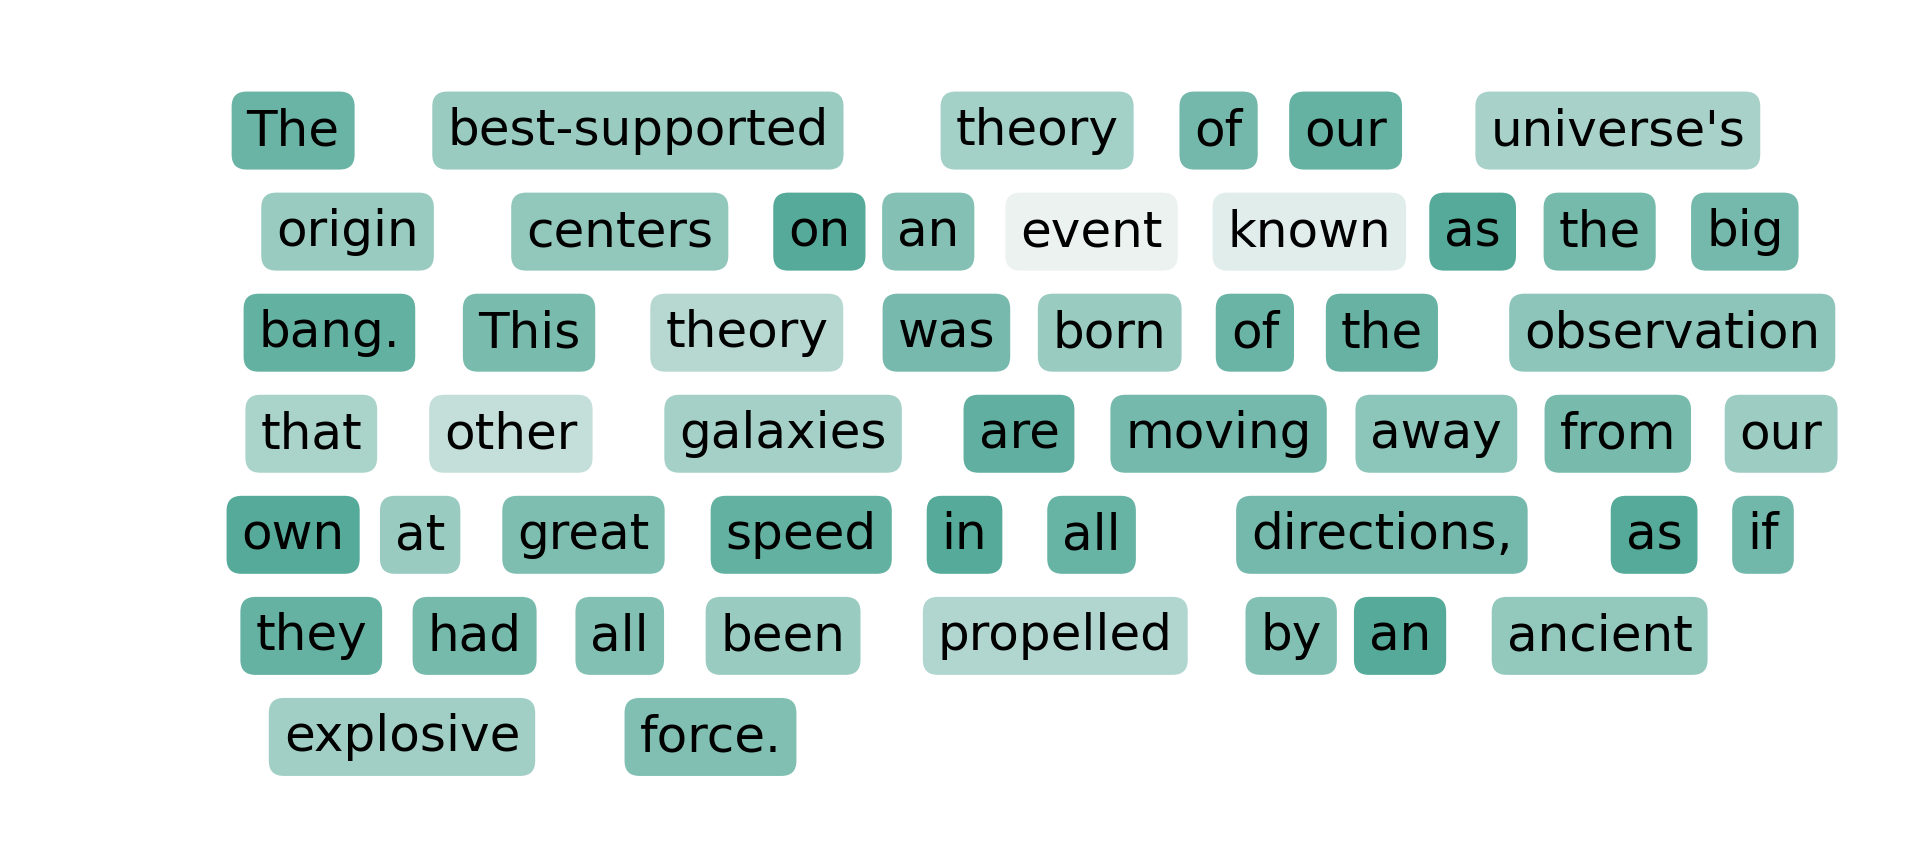 The best-supported theory of our universe's
origin centers on an event known as the big
bang. This theory was born of the observation
that other galaxies are moving away from our
own at great speed in all directions, as if
they had all been propelled by an ancient
explosive force.